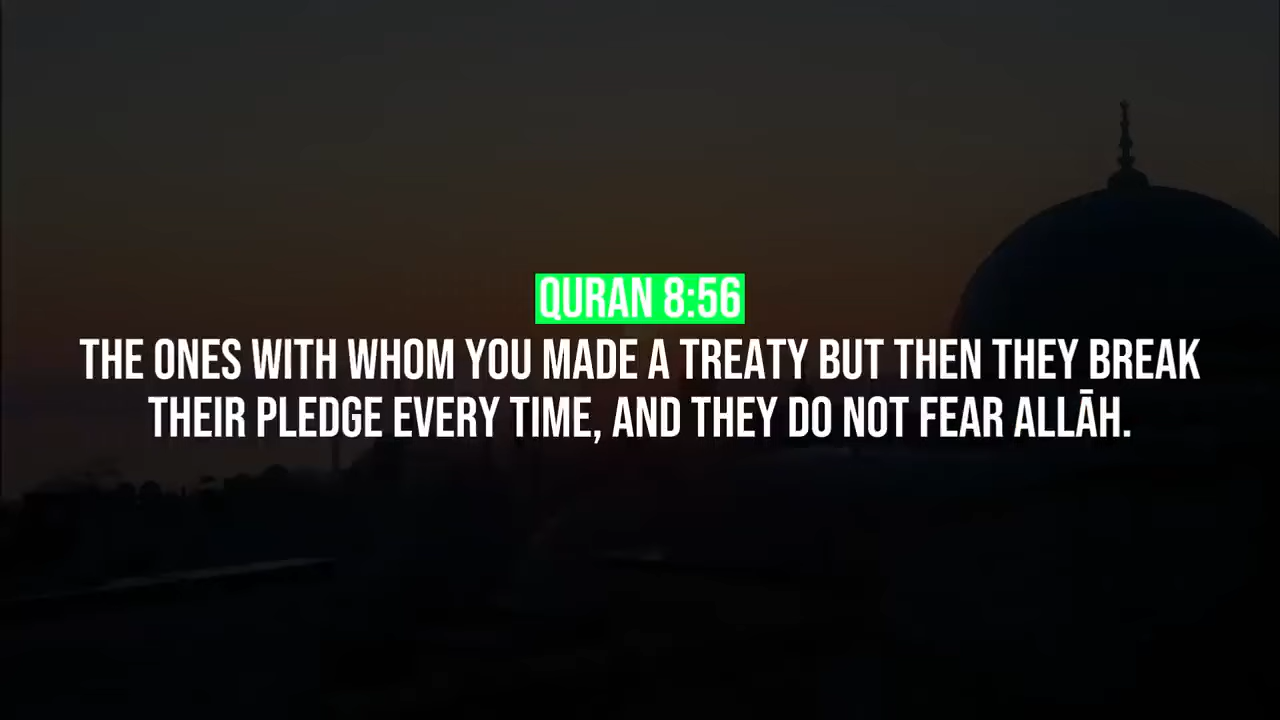 QURAN 8:56
THE ONES WITH WHOM YOU MADE A TREATY BUT THEN THEY BREAK
THEIR PLEDGE EVERY TIME, AND THEY DO NOT FEAR ALLĀH.